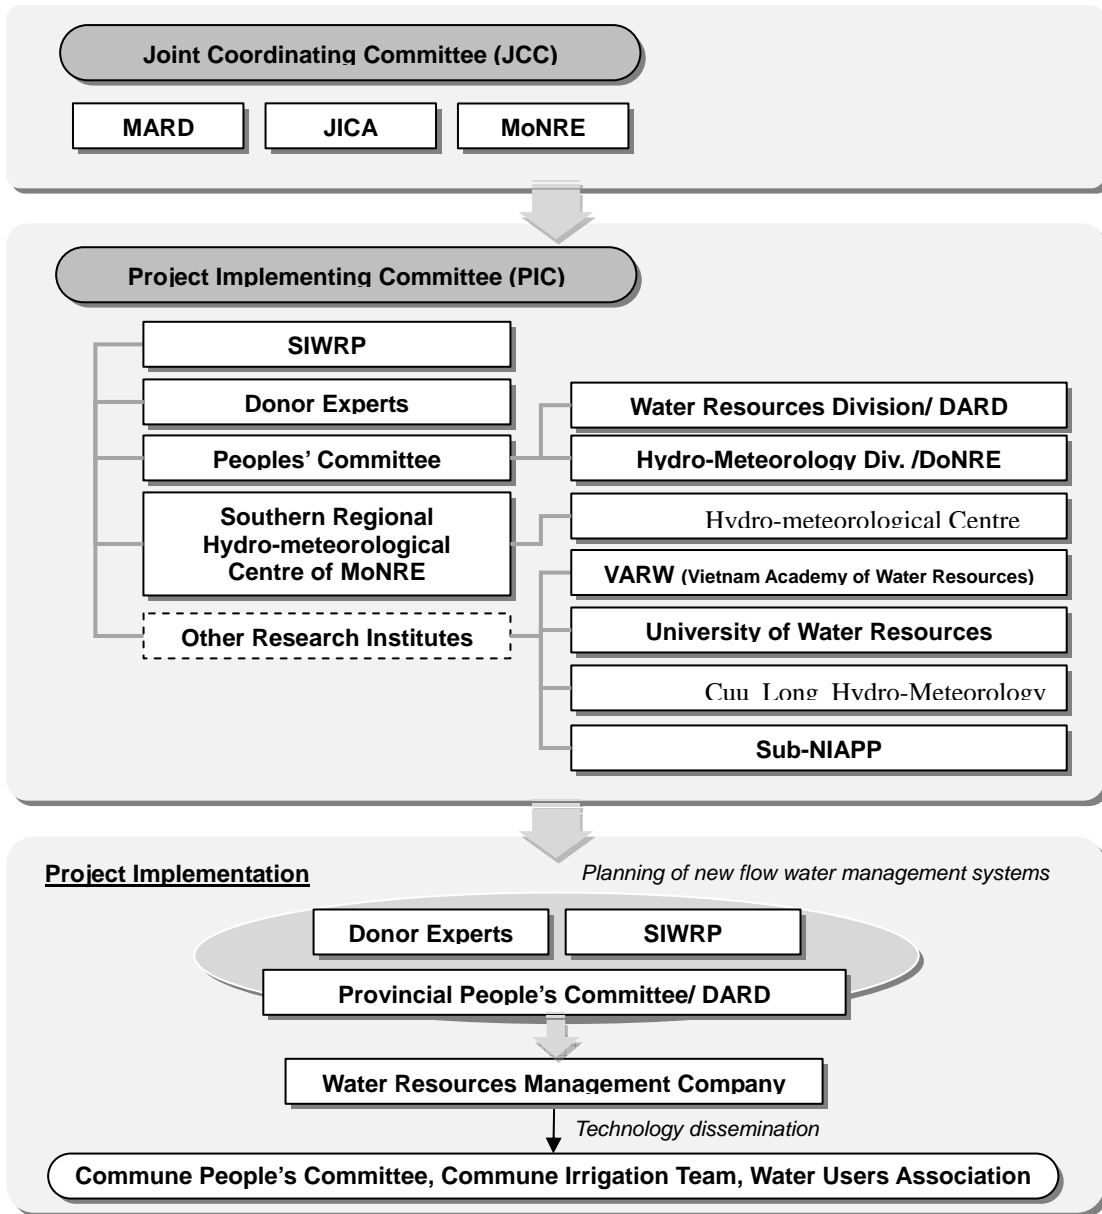 Joint Coordinating Committee (JCC)
MARD
JICA
MoNRE
Project Implementing Committee (PIC)
SIWRP
Donor Experts
Peoples' Committee
Southern Regional
Hydro-meteorological
Centre of MoNRE
Other Research Institutes
Water Resources Division/ DARD
Hydro-Meteorology Div. /DoNRE
Hydro-meteorological Centre
VARW (Vietnam Academy of Water Resources)
University of Water Resources
Cuu Long Hydro-Meteorology
Sub-NIAPP
Project Implementation
Planning of new flow water management systems
Donor Experts
SIWRP
Provincial People's Committee/ DARD
Water Resources Management Company
Technology dissemination
Commune People's Committee, Commune Irrigation Team, Water Users Association